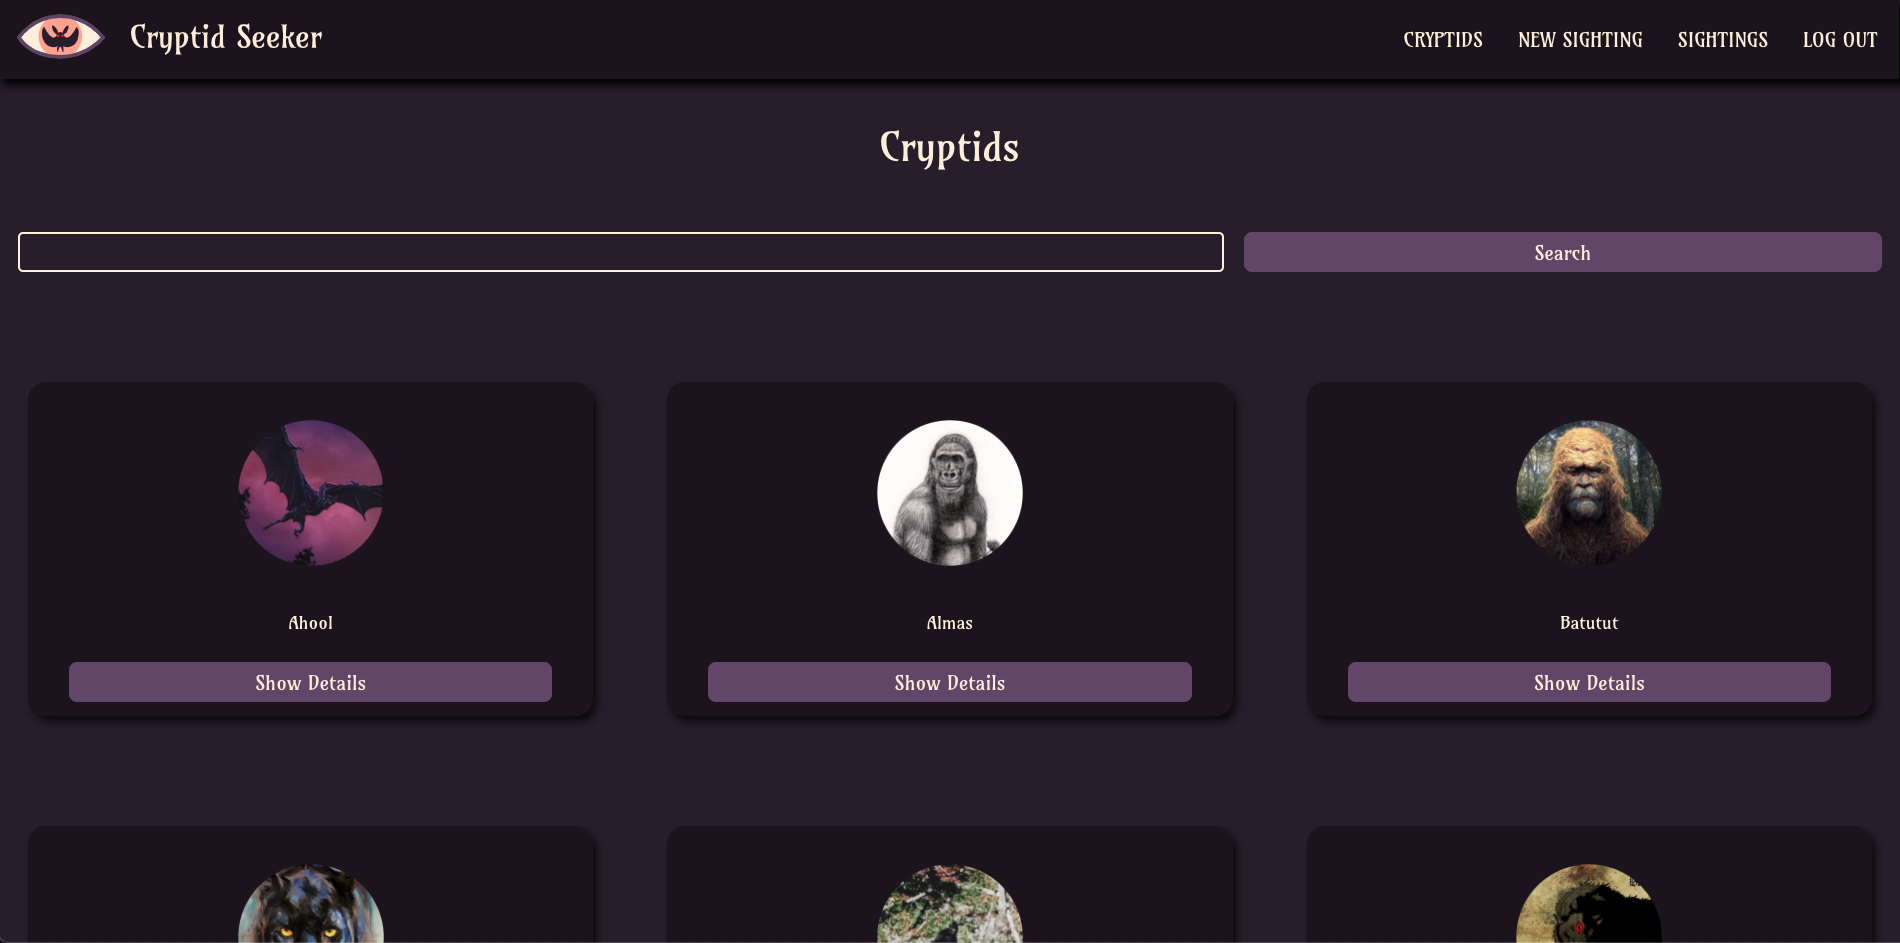 Cryptid Seeker
CRYPTIDS NEW SIGHTING SIGHTINGS LOG OUT
Cryptids
Search
Ahool
Almas
Batutut
Show Details
Show Details
Show Details